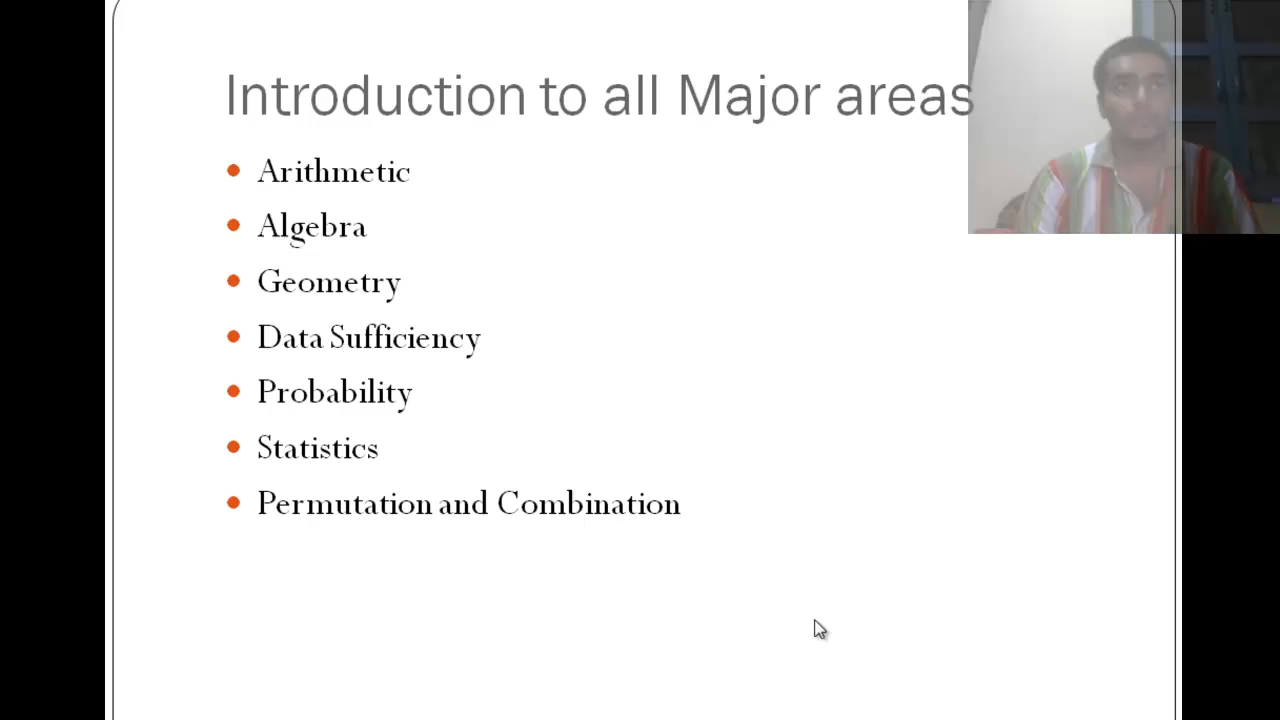 Introduction to all Major areas
Arithmetic
Algebra
Geometry
Data Sufficiency
Probability
Statistics
Permutation and Combination